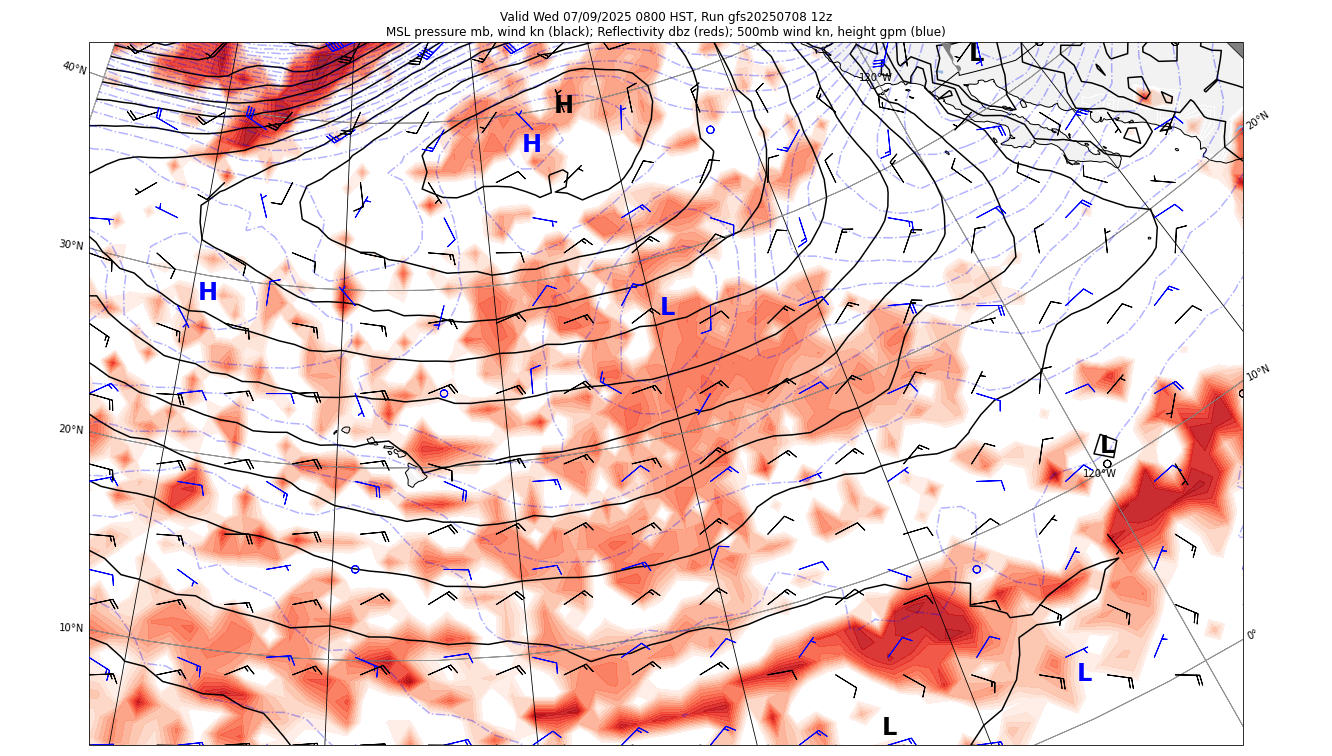 Valid Wed 07/09/2025 0800 HST, Run gfs20250708 12z
MSL pressure mb, wind kn (black); Reflectivity dbz (reds); 500mb wind kn, height gpm (blue)
L
40°N
120°W
H
20°N
H
30°N
H
L
10°N
20°N
L
120°W
10°N
0°
L
L